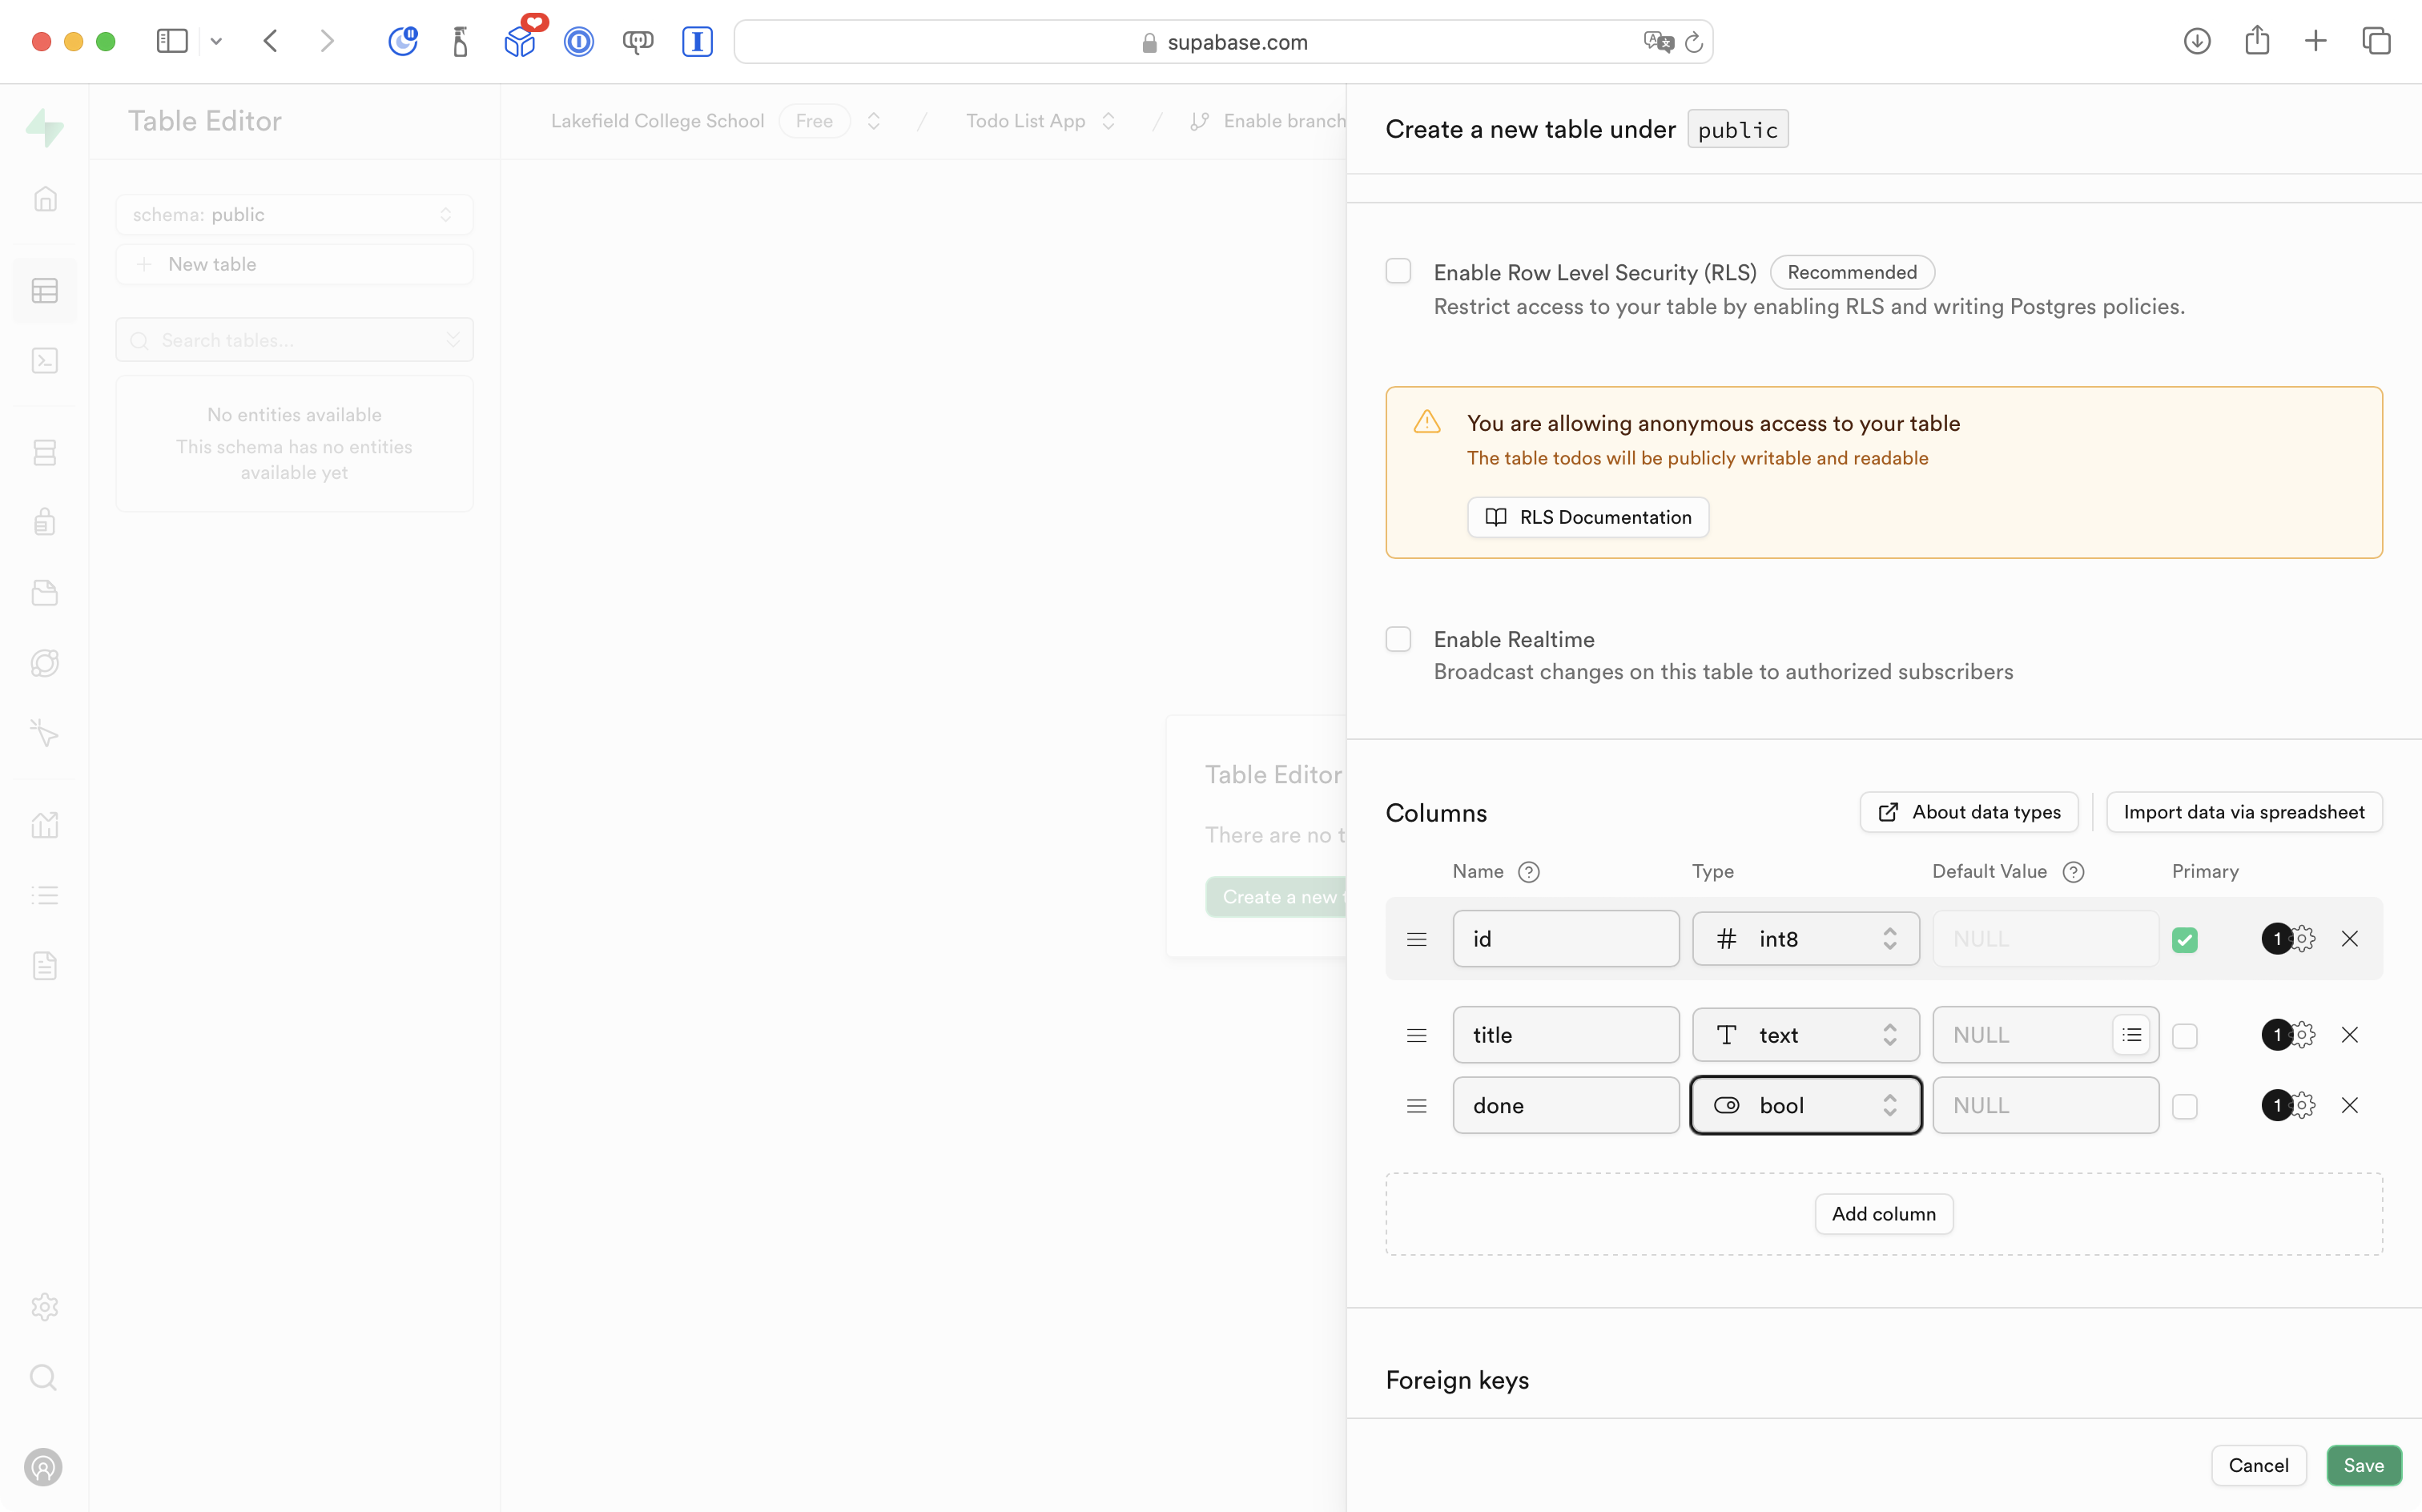 supabase.com
Table Editor
Lakefield College School Free / Todo List App / Enable branch
schema: public
New table
Search tables...
No entities available
This schema has no entities
available yet
Table Editor
There are no t
Create a new t
Create a new table under public
Enable Row Level Security (RLS) Recommended
Restrict access to your table by enabling RLS and writing Postgres policies.
You are allowing anonymous access to your table
The table todos will be publicly writable and readable
RLS Documentation
Enable Realtime
Broadcast changes on this table to authorized subscribers
Columns About data types Import data via spreadsheet
Name Type Default Value Primary
id int8 NULL 1
title text NULL 1
done bool NULL 1
Add column
Foreign keys
Cancel Save